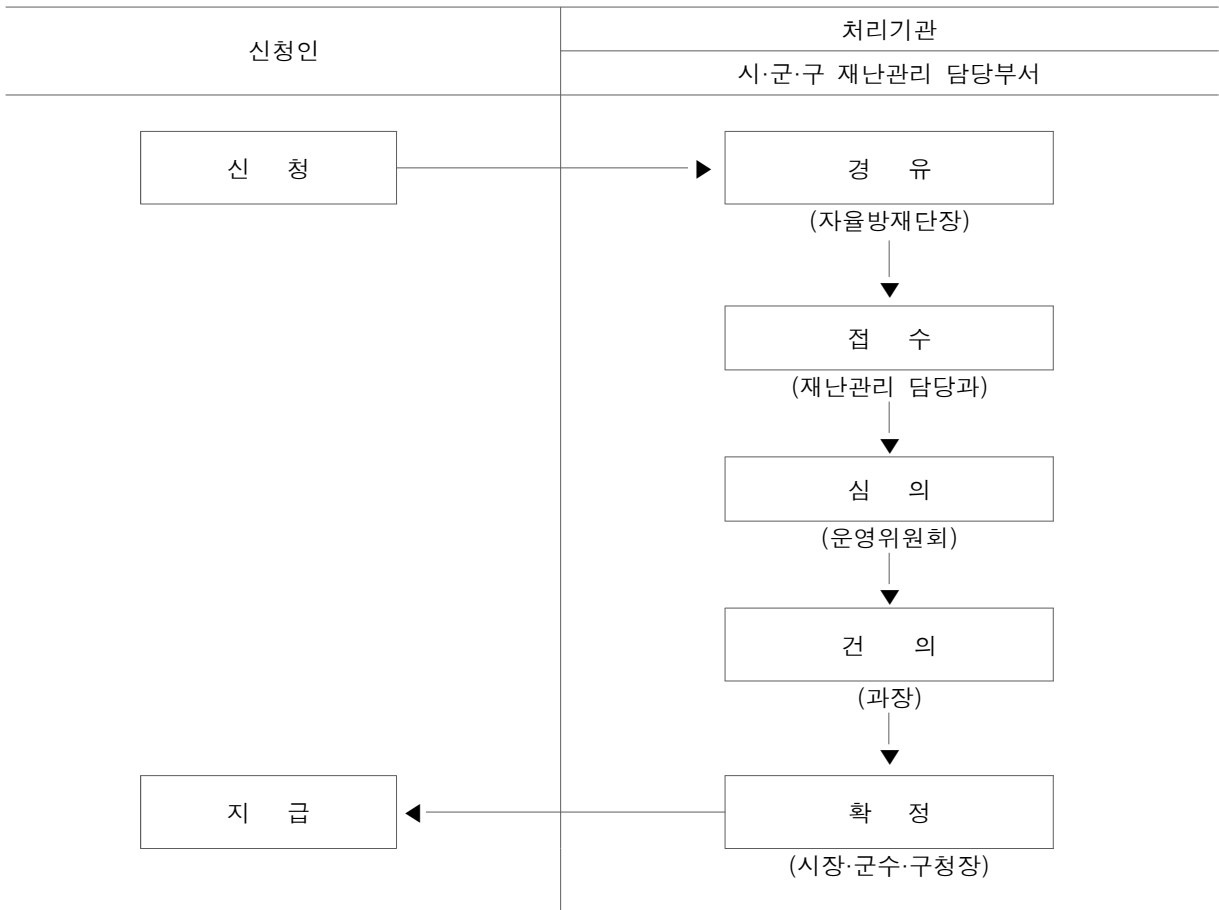 신청인
처리기관
시·군·구 재난관리 담당부서
신 청
경 유
(자율방재단장)
접 수
(재난관리 담당과)
심 의
(운영위원회)
건 의
(과장)
지 급
확 정
(시장·군수·구청장)